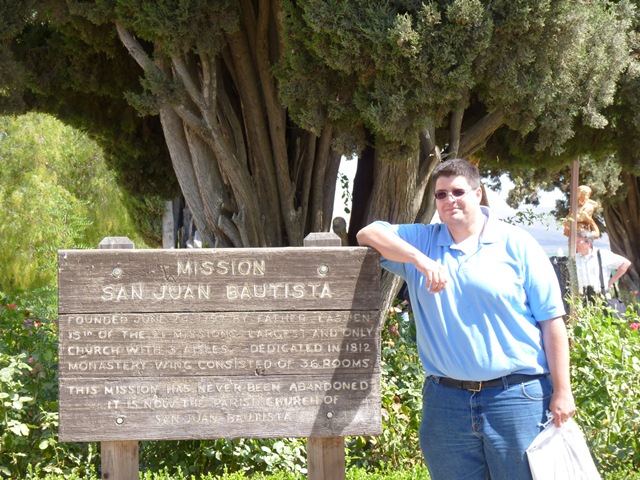 MISSION
SAN JUAN BAUTISTA
FOUNDED JUNE BY FATHER LASUEN
15TH OF THE 21 MISSIONS. LARGEST AND ONLY
CHURCH WITH 3 AISLES. DEDICATED IN 1812
MONASTERY WING CONSISTED OF 36 ROOMS
THIS MISSION HAS NEVER BEEN ABANDONED
IT IS NOW THE PARISH CHURCH OF
SAN JUAN BAUTISTA